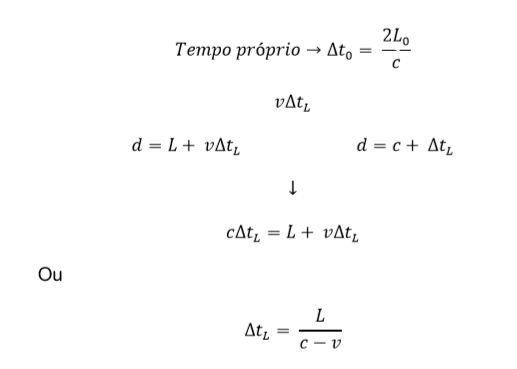 Tempo próprio → Δt₀ = 2L₀/c
vΔt_L
d = L + vΔt_L d = c + Δt_L
↓
cΔt_L = L + vΔt_L
Ou
Δt_L = L/(c − v)